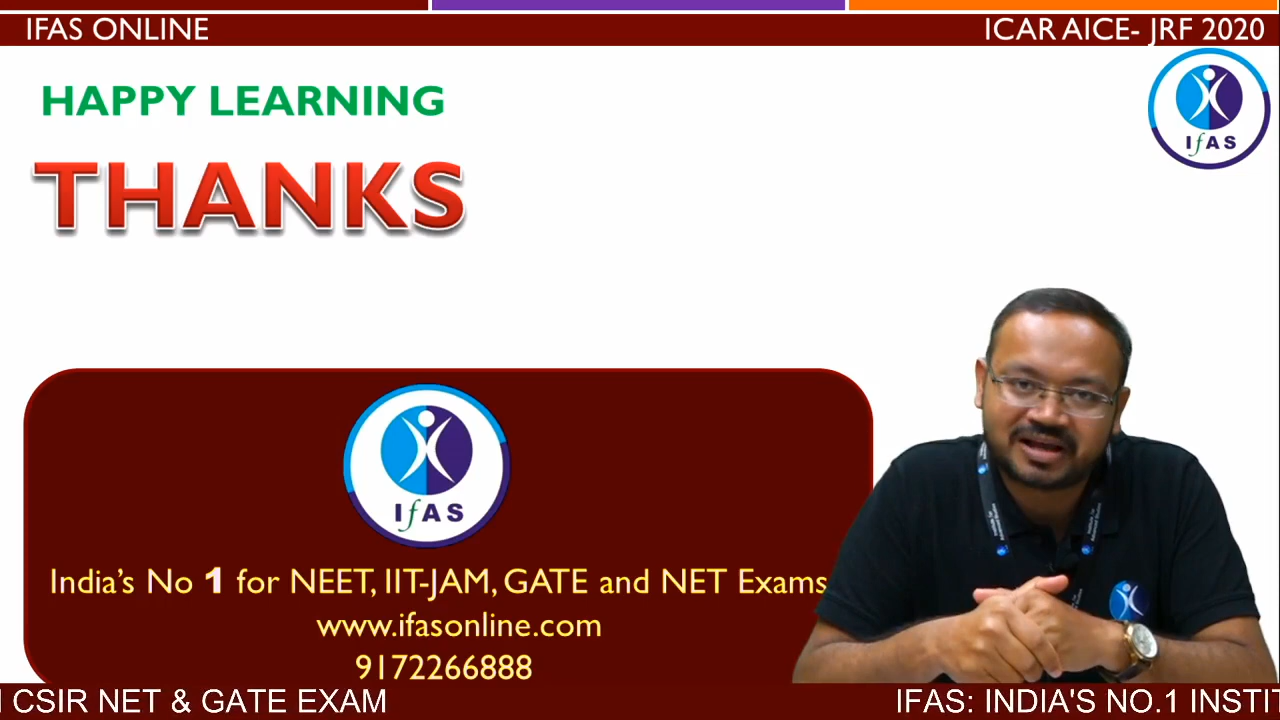 IFAS ONLINE
ICAR AICE- JRF 2020
IfAS
HAPPY LEARNING
THANKS
IfAS
India's No 1 for NEET, IIT-JAM, GATE and NET Exams
www.ifasonline.com
9172266888
CSIR NET & GATE EXAM
IFAS: INDIA'S NO.1 INSTIT